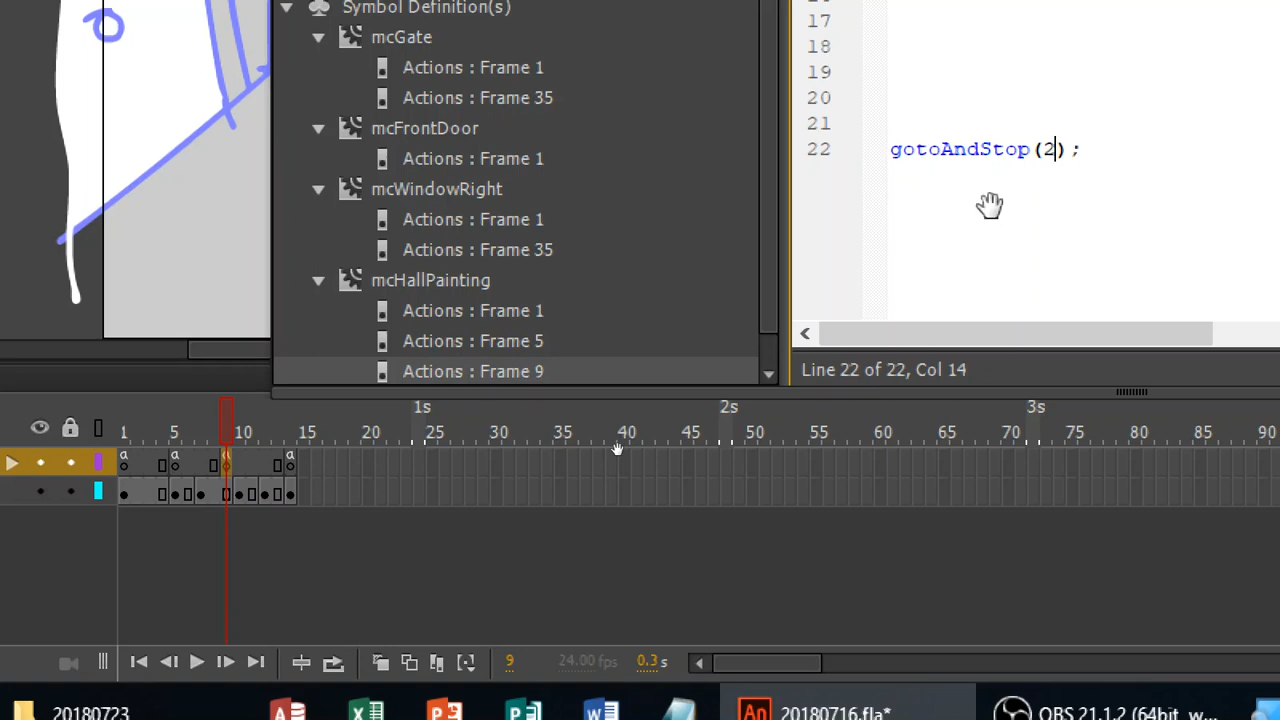 Symbol Definition(s)
mcGate
Actions : Frame 1
Actions : Frame 35
mcFrontDoor
Actions : Frame 1
mcWindowRight
Actions : Frame 1
Actions : Frame 35
mcHallPainting
Actions : Frame 1
Actions : Frame 5
Actions : Frame 9
17
18
19
20
21
22 gotoAndStop(2);
Line 22 of 22, Col 14
1s 2s 3s
1 5 10 15 20 25 30 35 40 45 50 55 60 65 70 75 80 85 90
a a a a
9 24.00 fps 0.3 s
20180723 20180716.fla* OBS 21.1.2 (64bit, w...